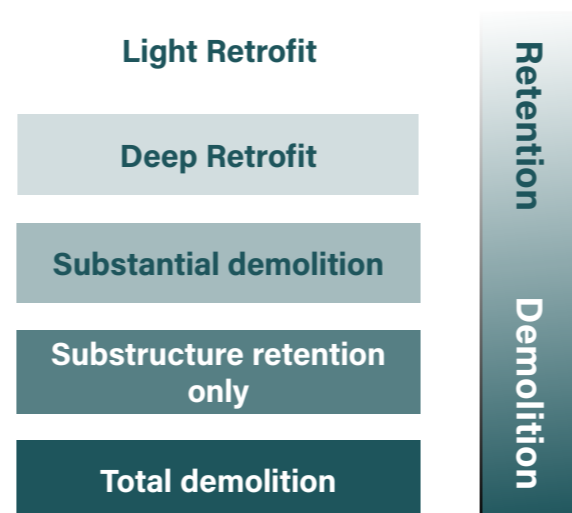 Light Retrofit
Deep Retrofit
Substantial demolition
Substructure retention
only
Total demolition
Retention
Demolition